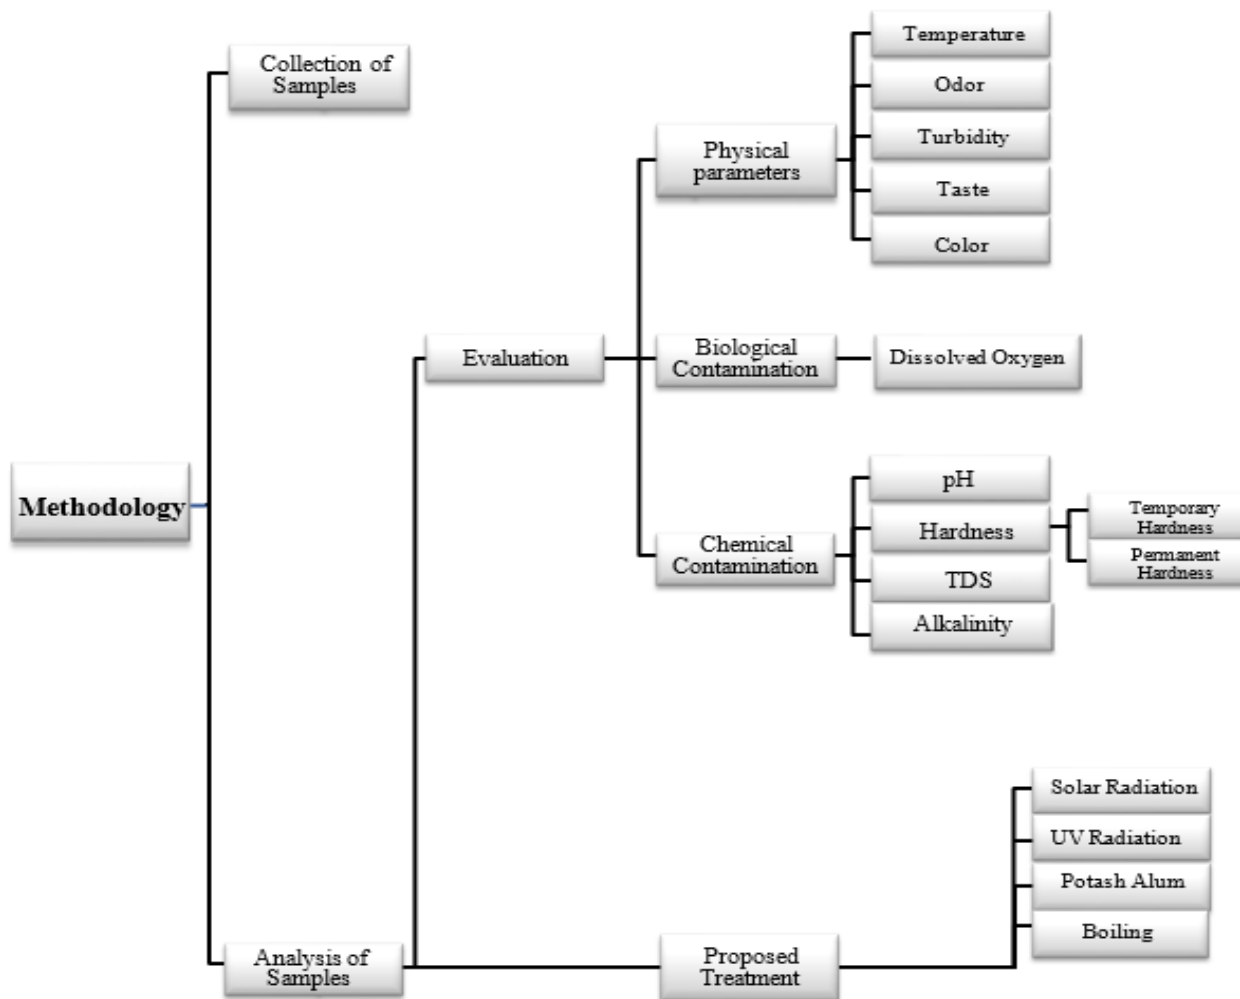 Collection of
Samples
Temperature
Odor
Turbidity
Taste
Color
Physical
parameters
Evaluation
Biological
Contamination
Dissolved Oxygen
Methodology
Chemical
Contamination
pH
Hardness
TDS
Alkalinity
Temporary
Hardness
Permanent
Hardness
Analysis of
Samples
Proposed
Treatment
Solar Radiation
UV Radiation
Potash Alum
Boiling